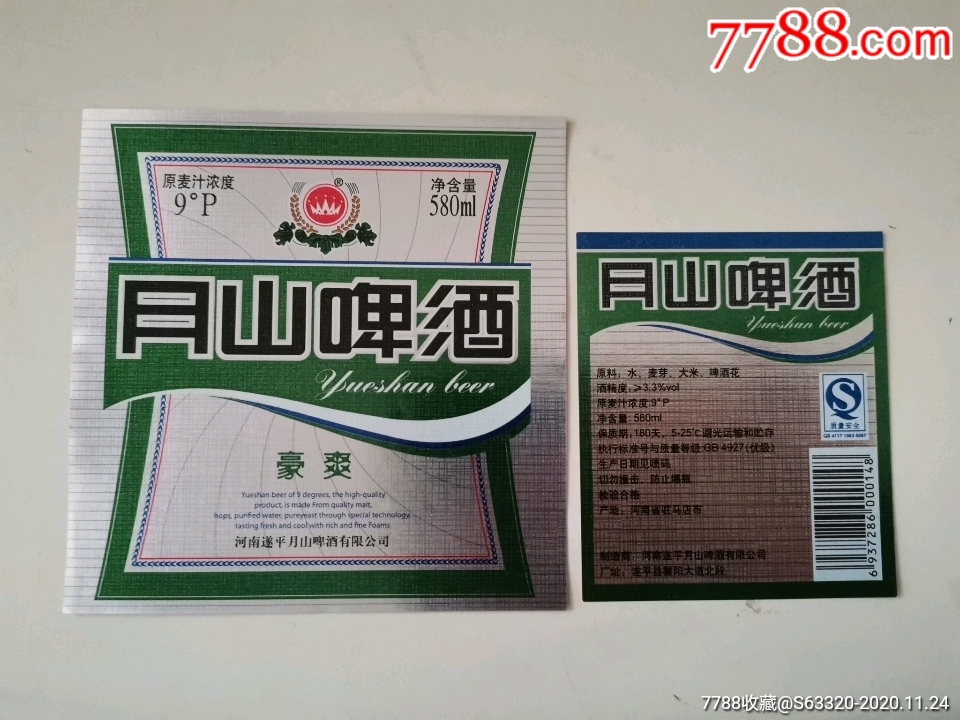 7788.com
原麦汁浓度
9°P
®
净含量
580ml
月山啤酒
Yueshan beer
豪爽
Yueshan beer of 9 degrees, the high-quality
product, is made From quality malt,
hops, purified water, pureyeast through special technology,
tasting fresh and cool with rich and fine Foams
河南遂平月山啤酒有限公司
月山啤酒
Yueshan beer
原料：水、麦芽、大米、啤酒花
酒精度：≥3.3%vol
原麦汁浓度:9°P
净含量: 580ml
保质期：180天，5-25℃避光运输和贮存
执行标准号与质量等级 GB 4927 (优级)
生产日期见喷码
切勿撞击，防止爆瓶
检验合格
产地：河南省驻马店市
制造商：河南遂平月山啤酒有限公司
厂址：遂平县襄阳大道北段
质量安全
6 937286 000148
7788收藏@S63320-2020.11.24